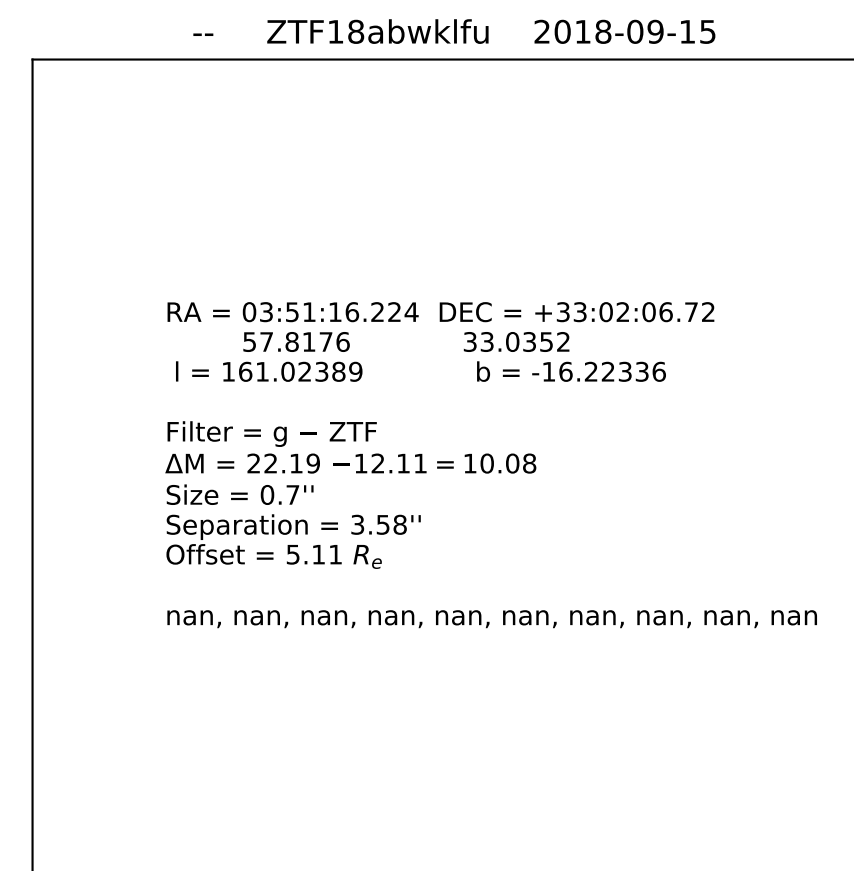 -- ZTF18abwklfu 2018-09-15
RA = 03:51:16.224 DEC = +33:02:06.72
57.8176 33.0352
l = 161.02389 b = -16.22336
Filter = g − ZTF
ΔM = 22.19 −12.11 = 10.08
Size = 0.7''
Separation = 3.58''
Offset = 5.11 Re
nan, nan, nan, nan, nan, nan, nan, nan, nan, nan